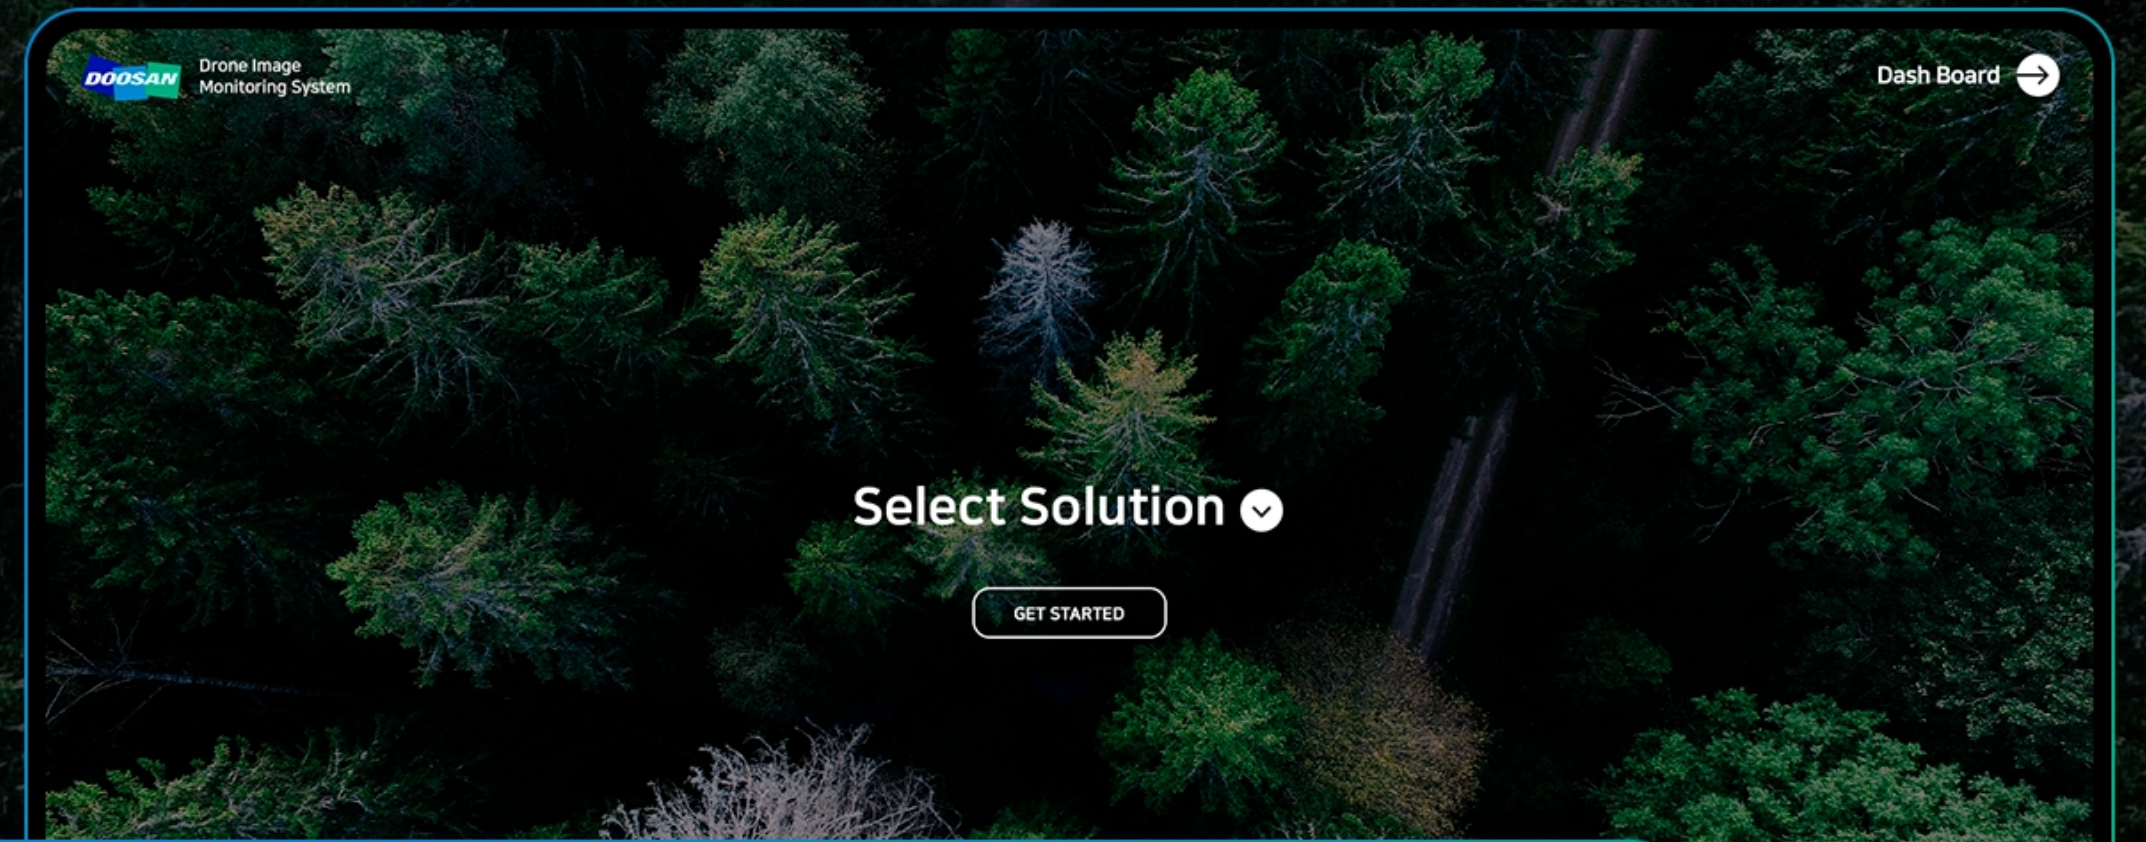 DOOSAN
Drone Image
Monitoring System
Dash Board
Select Solution
GET STARTED